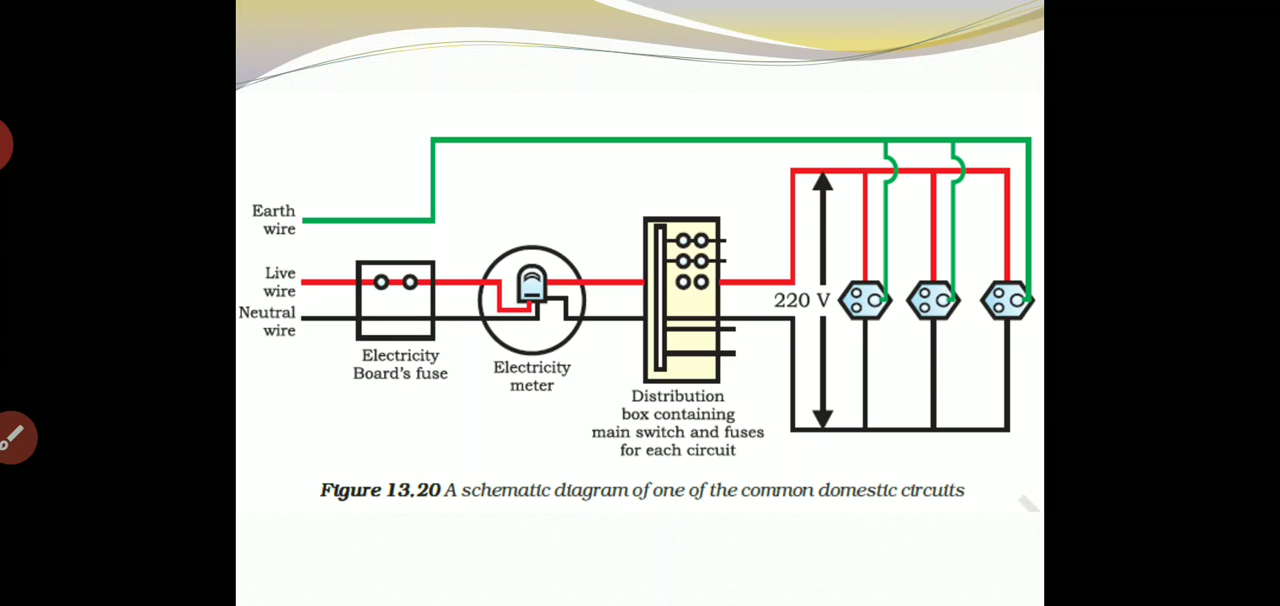 Earth
wire
Live
wire
Neutral
wire
Electricity
Board's fuse
Electricity
meter
Distribution
box containing
main switch and fuses
for each circuit
220 V
Figure 13.20 A schematic diagram of one of the common domestic circuits